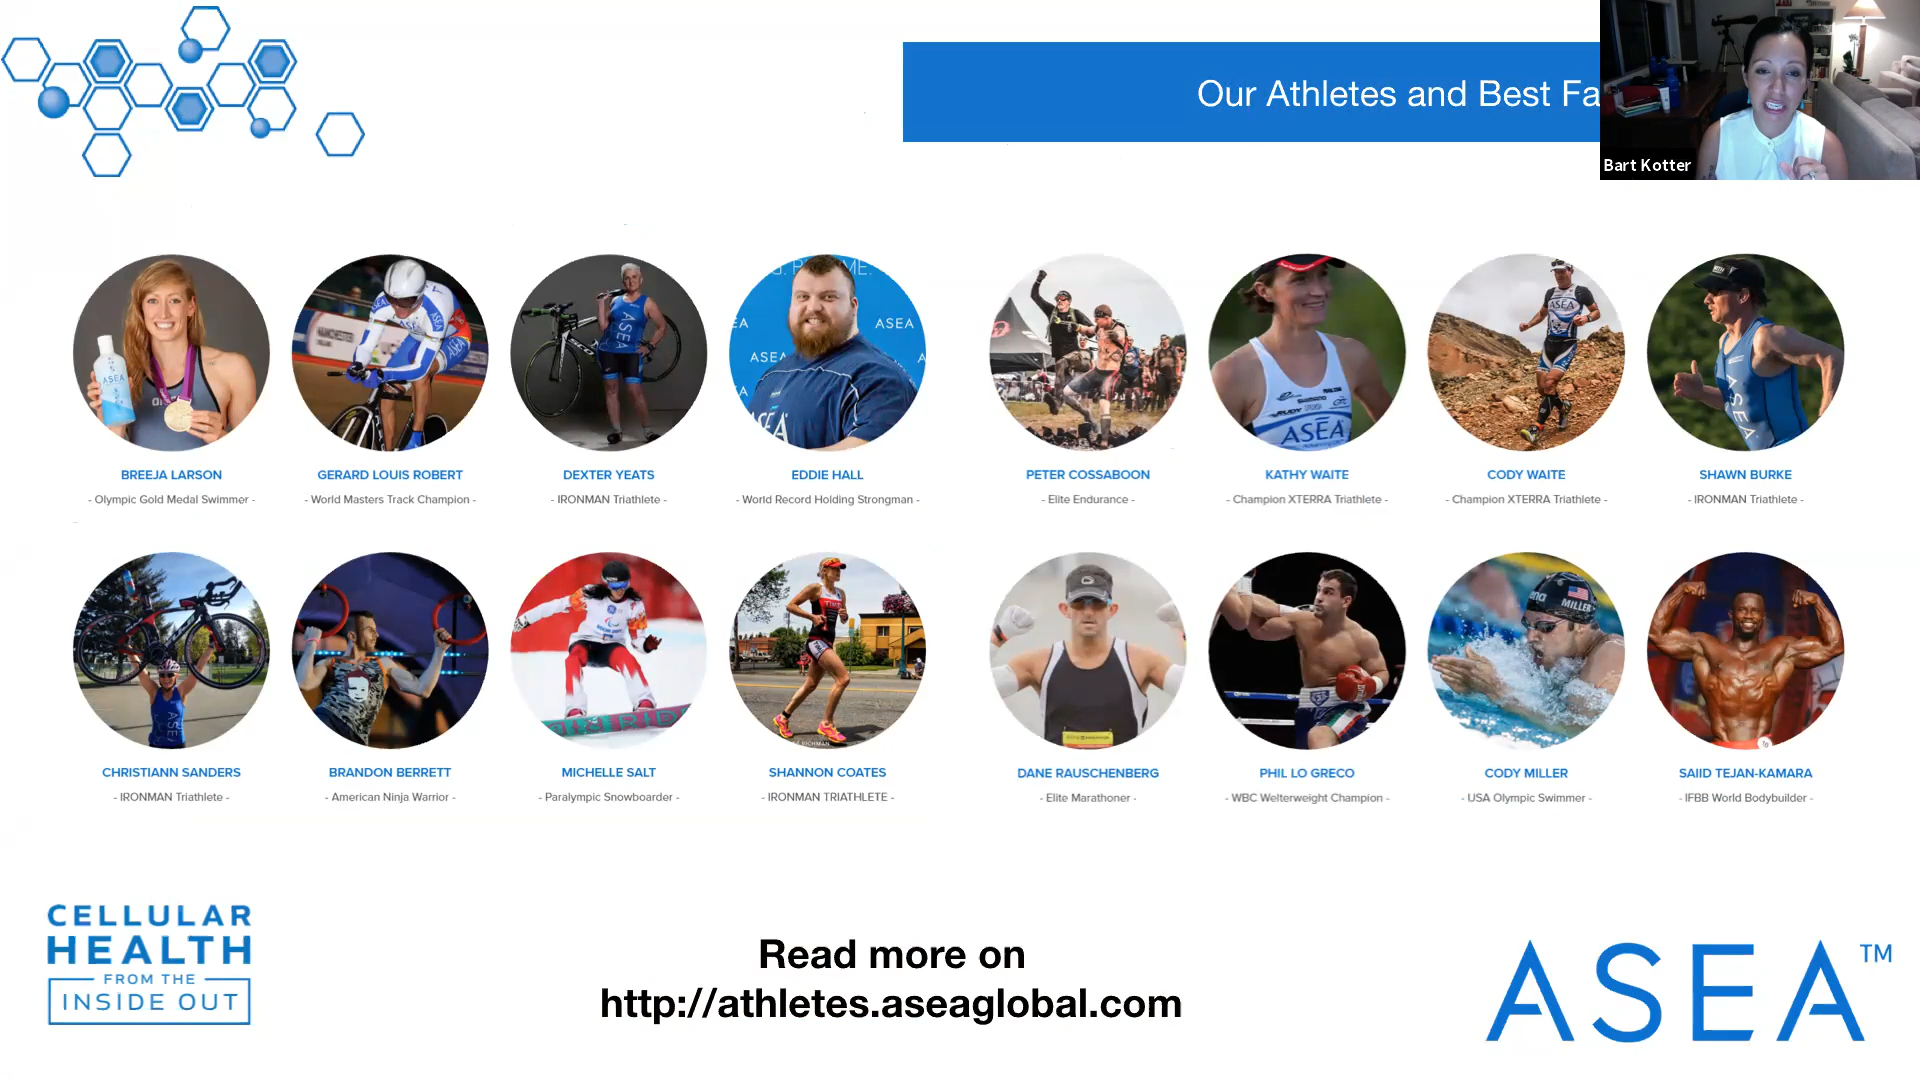 Our Athletes and Best Fa
Bart Kotter
BREEJA LARSON
- Olympic Gold Medal Swimmer -
GERARD LOUIS ROBERT
- World Masters Track Champion -
DEXTER YEATS
- IRONMAN Triathlete -
EDDIE HALL
- World Record Holding Strongman -
PETER COSSABOON
- Elite Endurance -
KATHY WAITE
- Champion XTERRA Triathlete -
CODY WAITE
- Champion XTERRA Triathlete -
SHAWN BURKE
- IRONMAN Triathlete -
CHRISTIANN SANDERS
- IRONMAN Triathlete -
BRANDON BERRETT
- American Ninja Warrior -
MICHELLE SALT
- Paralympic Snowboarder -
SHANNON COATES
- IRONMAN TRIATHLETE -
DANE RAUSCHENBERG
- Elite Marathoner -
PHIL LO GRECO
- WBC Welterweight Champion -
CODY MILLER
- USA Olympic Swimmer -
SAIID TEJAN-KAMARA
- IFBB World Bodybuilder -
CELLULAR
HEALTH
FROM THE
INSIDE OUT
Read more on
http://athletes.aseaglobal.com
ASEA™